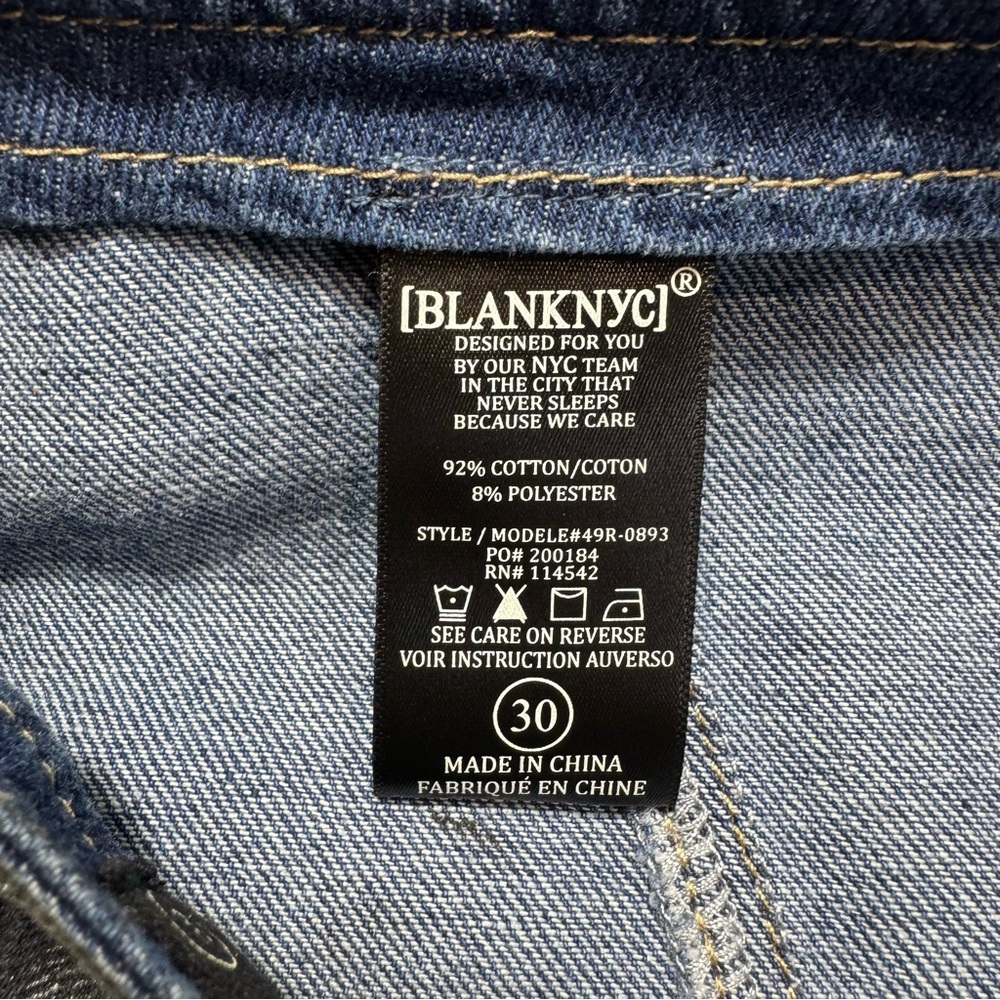 [BLANKNYC]®
DESIGNED FOR YOU
BY OUR NYC TEAM
IN THE CITY THAT
NEVER SLEEPS
BECAUSE WE CARE
92% COTTON/COTON
8% POLYESTER
STYLE / MODELE#49R-0893
PO# 200184
RN# 114542
SEE CARE ON REVERSE
VOIR INSTRUCTION AUVERSO
30
MADE IN CHINA
FABRIQUÉ EN CHINE